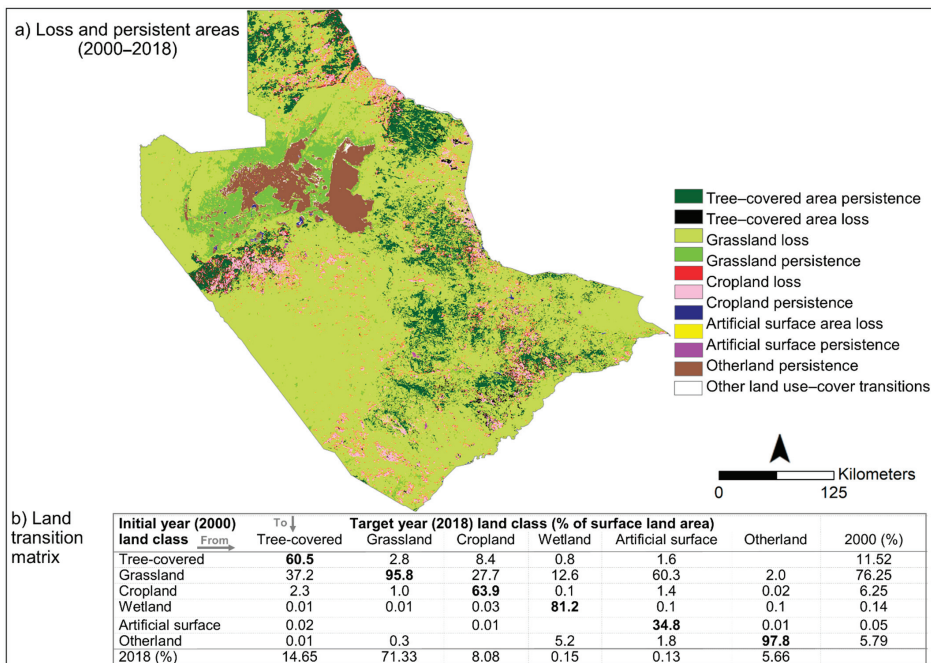 a) Loss and persistent areas
(2000–2018)
Tree–covered area persistence
Tree–covered area loss
Grassland loss
Grassland persistence
Cropland loss
Cropland persistence
Artificial surface area loss
Artificial surface persistence
Otherland persistence
Other land use–cover transitions
Kilometers
0 125
b) Land
transition
matrix
Initial year (2000) To Target year (2018) land class (% of surface land area)
land class From Tree–covered Grassland Cropland Wetland Artificial surface Otherland 2000 (%)
Tree–covered 60.5 2.8 8.4 0.8 1.6 11.52
Grassland 37.2 95.8 27.7 12.6 60.3 2.0 76.25
Cropland 2.3 1.0 63.9 0.1 1.4 0.02 6.25
Wetland 0.01 0.01 0.03 81.2 0.1 0.1 0.14
Artificial surface 0.02 0.01 34.8 0.01 0.05
Otherland 0.01 0.3 5.2 1.8 97.8 5.79
2018 (%) 14.65 71.33 8.08 0.15 0.13 5.66